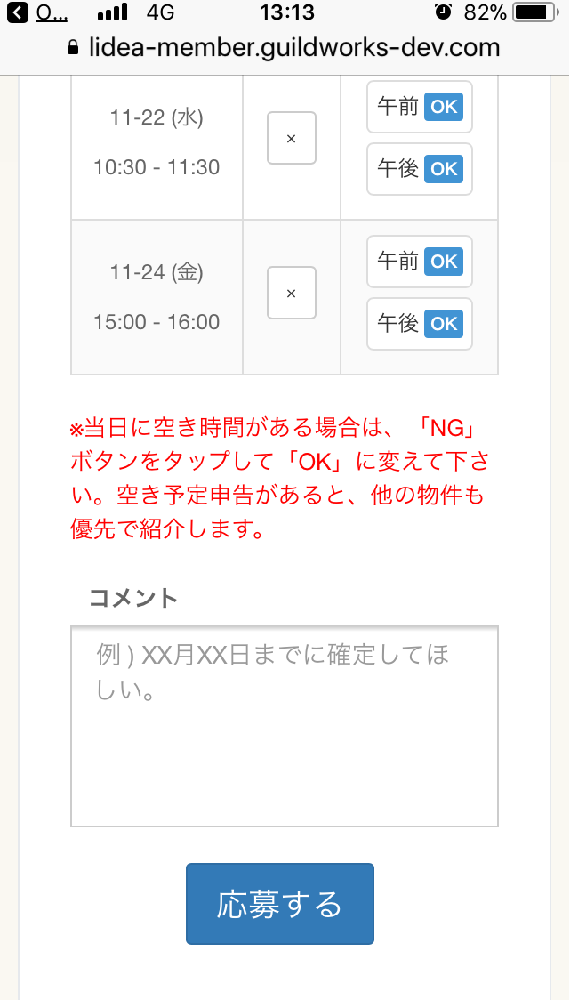 O...
4G
13:13
82%
lidea-member.guildworks-dev.com
11-22 (水)
10:30 - 11:30
×
午前 OK
午後 OK
11-24 (金)
15:00 - 16:00
×
午前 OK
午後 OK
※当日に空き時間がある場合は、「NG」
ボタンをタップして「OK」に変えて下さ
い。空き予定申告があると、他の物件も
優先で紹介します。
コメント
例 ) XX月XX日までに確定してほ
しい。
応募する